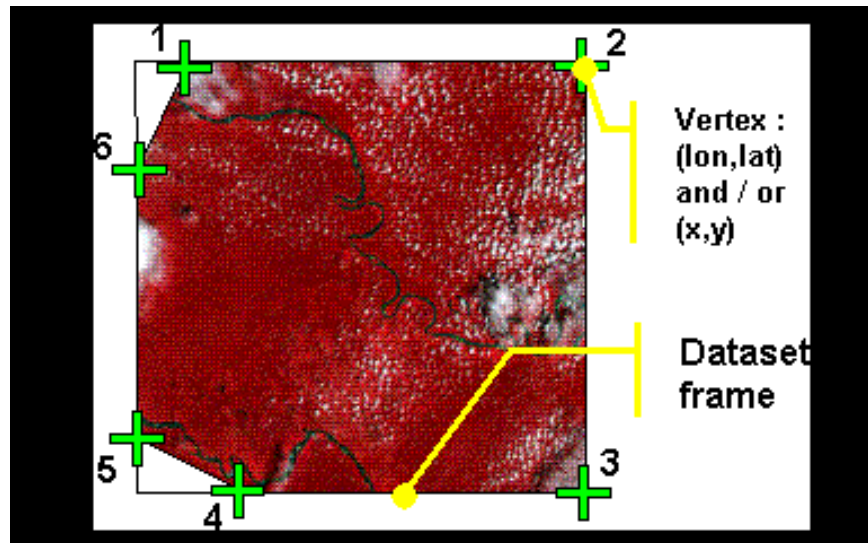 1
2
Vertex :
(lon,lat)
and / or
(x,y)
6
Dataset
frame
5
4
3